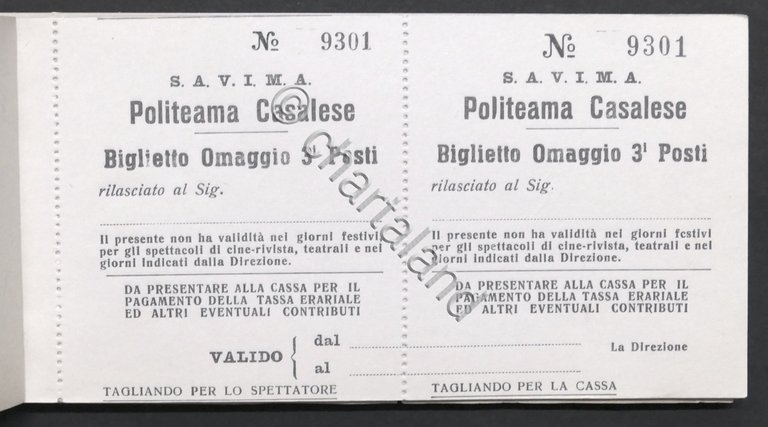 № 9301
S. A. V. I. M. A.
Politeama Casalese
Biglietto Omaggio 3ⁱ Posti
rilasciato al Sig.
Il presente non ha validità nei giorni festivi,
per gli spettacoli di cine-rivista, teatrali e nei
giorni indicati dalla Direzione.
DA PRESENTARE ALLA CASSA PER IL
PAGAMENTO DELLA TASSA ERARIALE
ED ALTRI EVENTUALI CONTRIBUTI
VALIDO { dal
al
TAGLIANDO PER LO SPETTATORE
№ 9301
S. A. V. I. M. A.
Politeama Casalese
Biglietto Omaggio 3ⁱ Posti
rilasciato al Sig.
Il presente non ha validità nei giorni festivi
per gli spettacoli di cine-rivista, teatrali e nei
giorni indicati dalla Direzione.
DA PRESENTARE ALLA CASSA PER IL
PAGAMENTO DELLA TASSA ERARIALE
ED ALTRI EVENTUALI CONTRIBUTI
La Direzione
TAGLIANDO PER LA CASSA
© chartaland